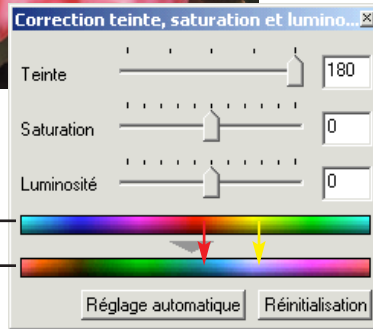 Correction teinte, saturation et lumino...
Teinte 180
Saturation 0
Luminosité 0
Réglage automatique Réinitialisation